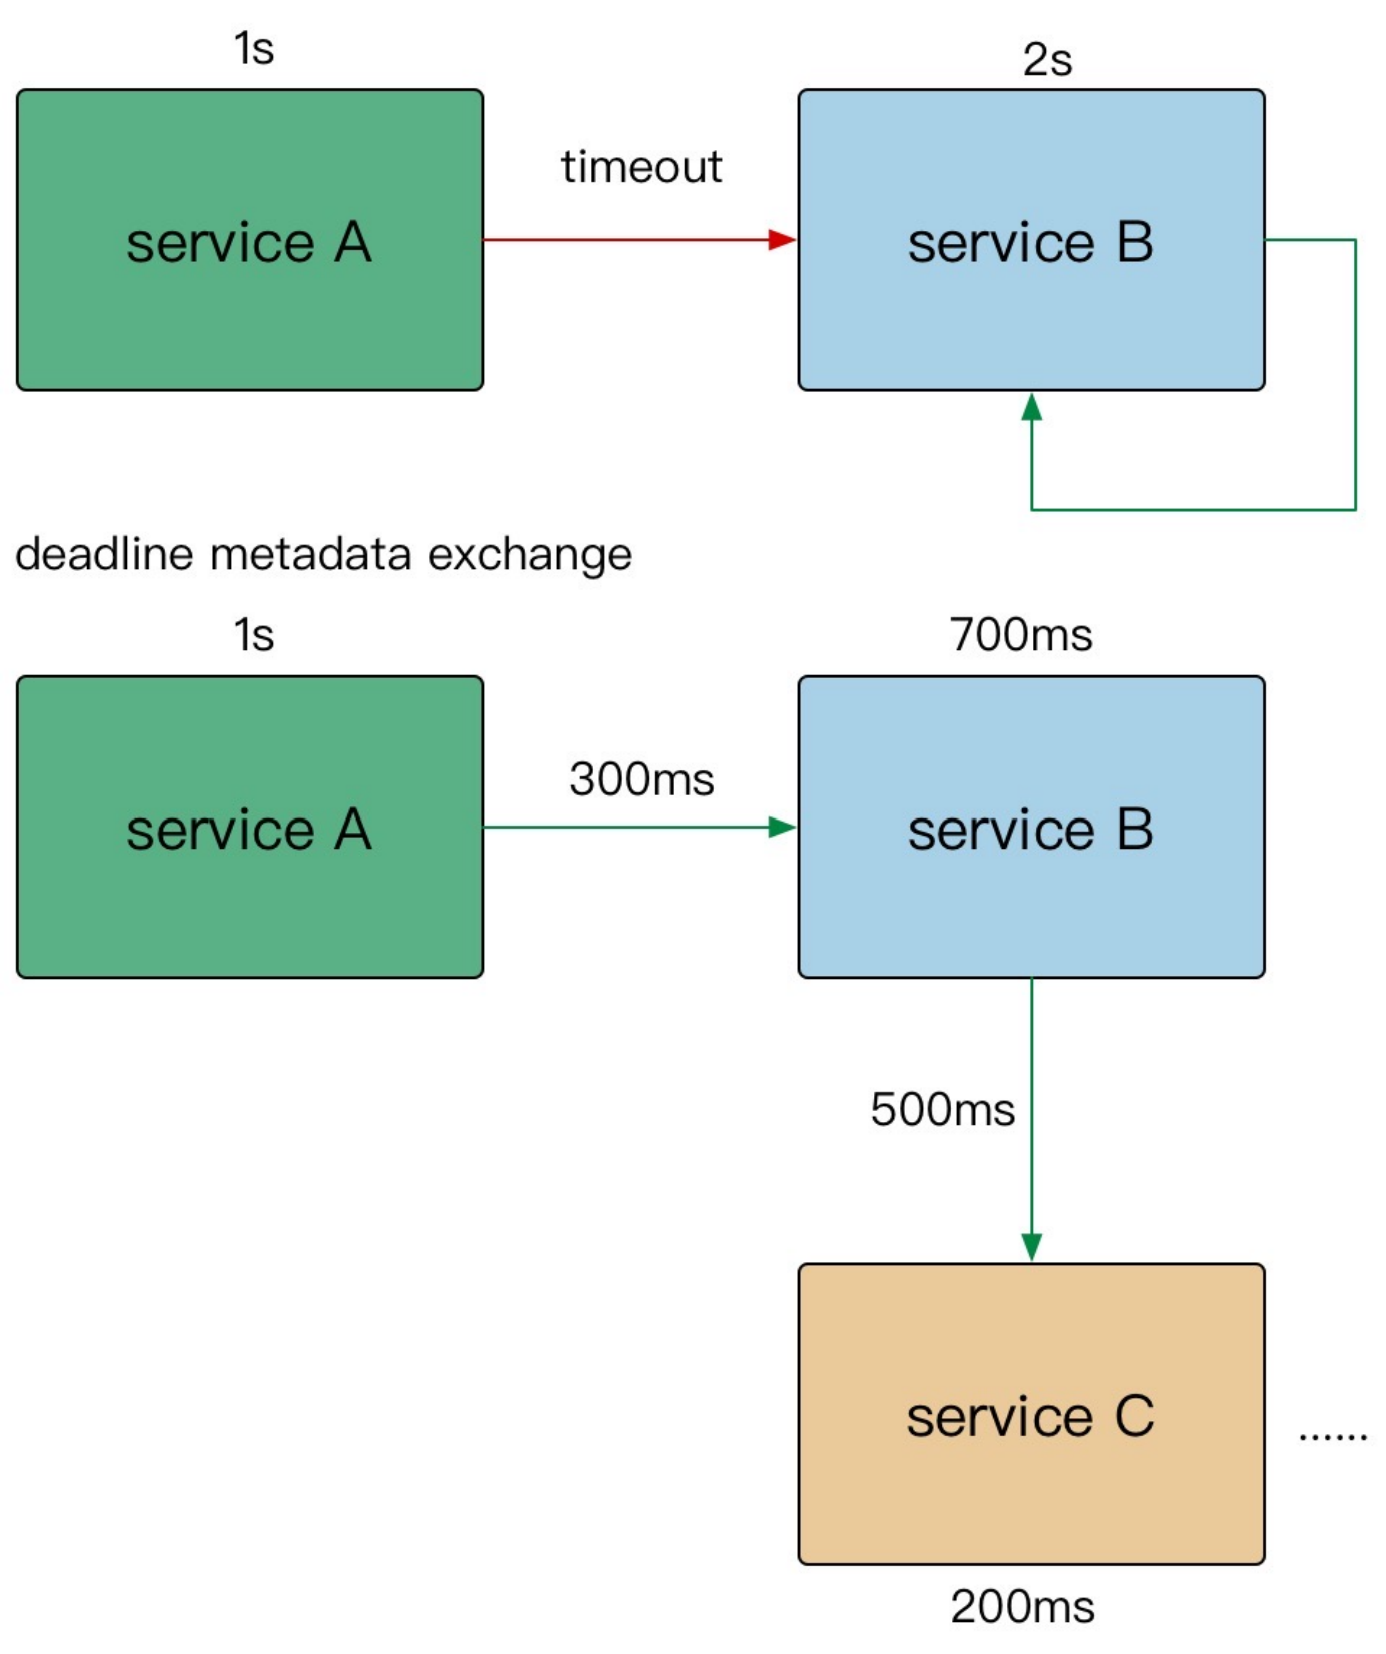 1s
2s
timeout
service A
service B
deadline metadata exchange
1s
700ms
300ms
service A
service B
500ms
service C
......
200ms